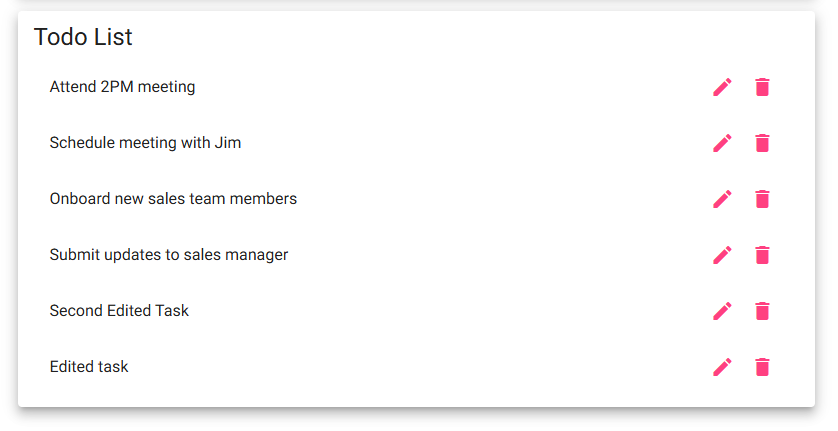 Todo List
Attend 2PM meeting
Schedule meeting with Jim
Onboard new sales team members
Submit updates to sales manager
Second Edited Task
Edited task